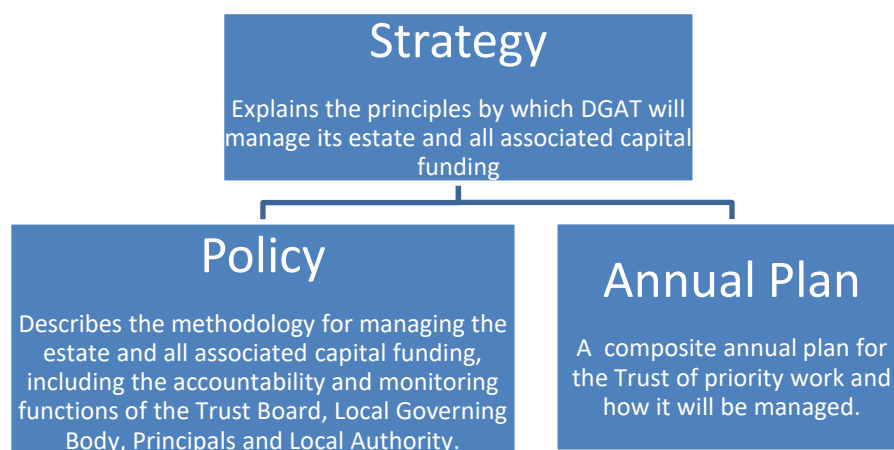 Strategy
Explains the principles by which DGAT will
manage its estate and all associated capital
funding
Policy
Describes the methodology for managing the
estate and all associated capital funding,
including the accountability and monitoring
functions of the Trust Board, Local Governing
Body, Principals and Local Authority.
Annual Plan
A composite annual plan for
the Trust of priority work and
how it will be managed.